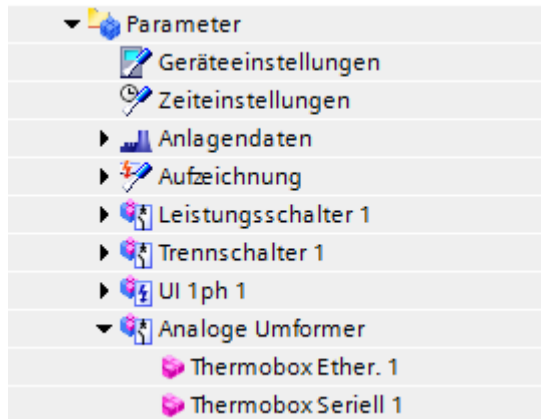 Parameter
Geräteeinstellungen
Zeiteinstellungen
Anlagendaten
Aufzeichnung
Leistungsschalter 1
Trennschalter 1
UI 1ph 1
Analoge Umformer
Thermobox Ether. 1
Thermobox Seriell 1